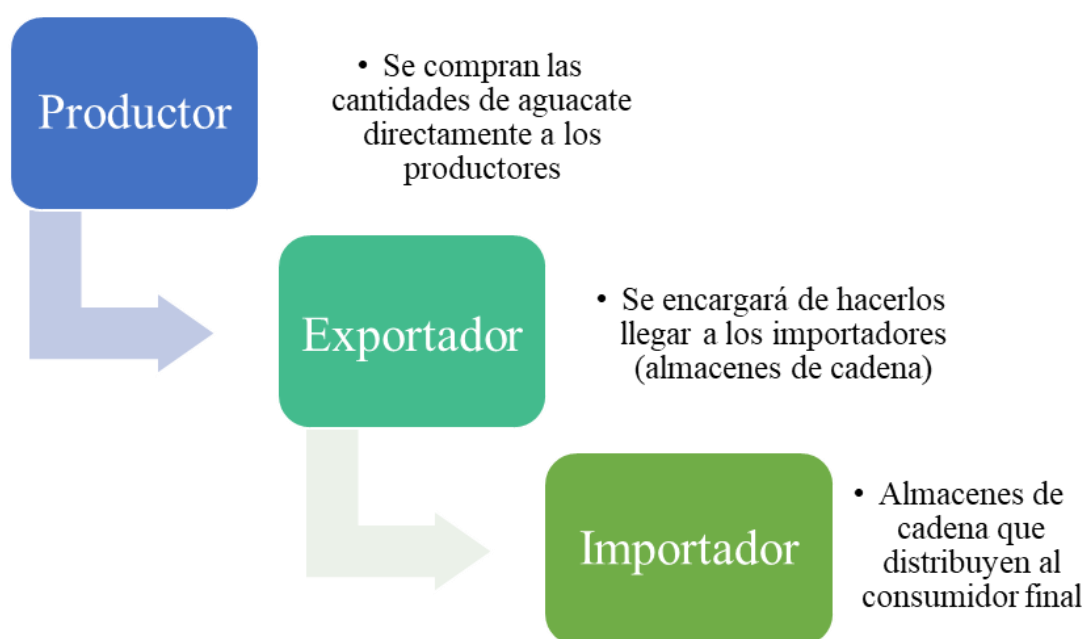 Productor
• Se compran las
cantidades de aguacate
directamente a los
productores
Exportador
• Se encargará de hacerlos
llegar a los importadores
(almacenes de cadena)
Importador
• Almacenes de
cadena que
distribuyen al
consumidor final